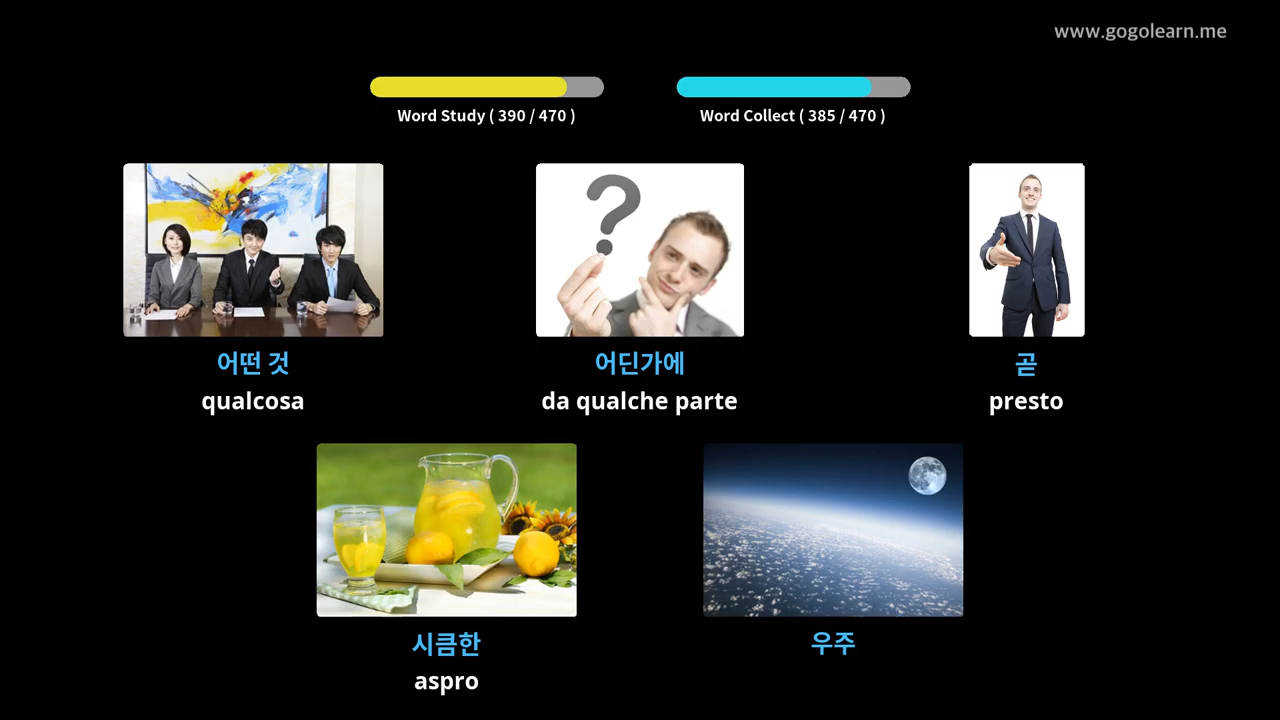 www.gogolearn.me
Word Study ( 390 / 470 )
Word Collect ( 385 / 470 )
어떤 것
qualcosa
어딘가에
da qualche parte
곧
presto
시큼한
aspro
우주